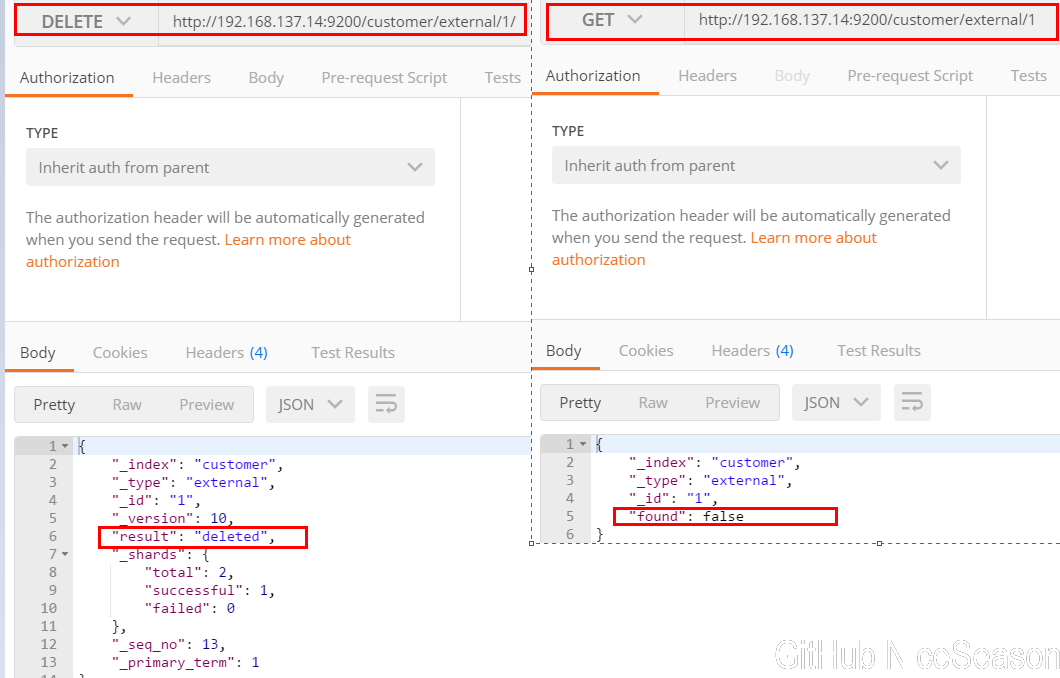 DELETE http://192.168.137.14:9200/customer/external/1/
Authorization Headers Body Pre-request Script Tests
TYPE
Inherit auth from parent
The authorization header will be automatically generated
when you send the request. Learn more about
authorization
Body Cookies Headers (4) Test Results
Pretty Raw Preview JSON
1 {
2 "_index": "customer",
3 "_type": "external",
4 "_id": "1",
5 "_version": 10,
6 "result": "deleted",
7 "_shards": {
8 "total": 2,
9 "successful": 1,
10 "failed": 0
11 },
12 "_seq_no": 13,
13 "_primary_term": 1
GET http://192.168.137.14:9200/customer/external/1
Authorization Headers Body Pre-request Script Tests
TYPE
Inherit auth from parent
The authorization header will be automatically generated
when you send the request. Learn more about
authorization
Body Cookies Headers (4) Test Results
Pretty Raw Preview JSON
1 {
2 "_index": "customer",
3 "_type": "external",
4 "_id": "1",
5 "found": false
6 }
GitHub NiceSeason